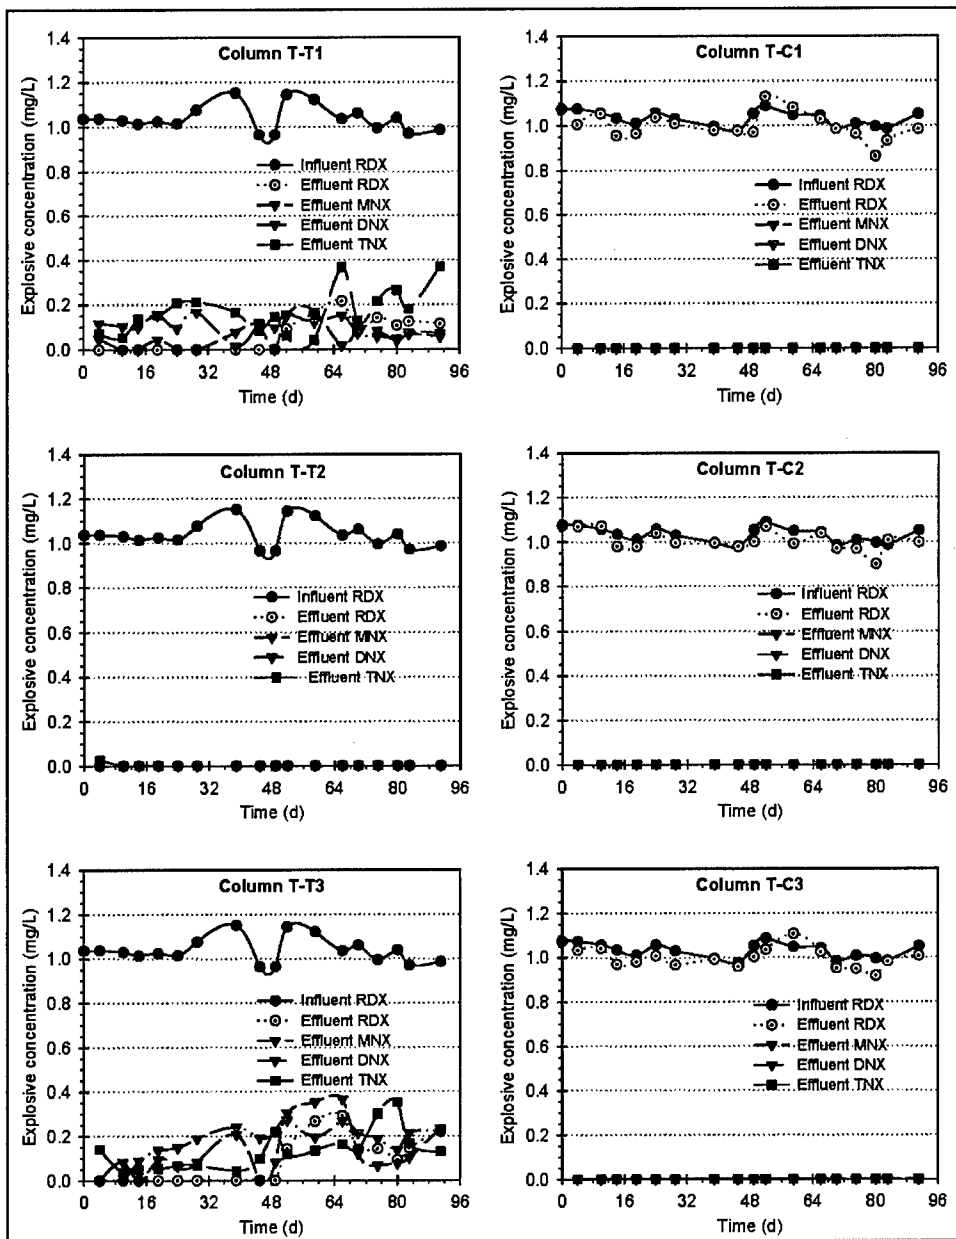 Column T-T1
Explosive concentration (mg/L)
1.4
1.2
1.0
0.8
0.6
0.4
0.2
0.0
Influent RDX
Effluent RDX
Effluent MNX
Effluent DNX
Effluent TNX
0 16 32 48 64 80 96
Time (d)
Column T-C1
Explosive concentration (mg/L)
1.4
1.2
1.0
0.8
0.6
0.4
0.2
0.0
Influent RDX
Effluent RDX
Effluent MNX
Effluent DNX
Effluent TNX
0 16 32 48 64 80 96
Time (d)
Column T-T2
Explosive concentration (mg/L)
1.4
1.2
1.0
0.8
0.6
0.4
0.2
0.0
Influent RDX
Effluent RDX
Effluent MNX
Effluent DNX
Effluent TNX
0 16 32 48 64 80 96
Time (d)
Column T-C2
Explosive concentration (mg/L)
1.4
1.2
1.0
0.8
0.6
0.4
0.2
0.0
Influent RDX
Effluent RDX
Effluent MNX
Effluent DNX
Effluent TNX
0 16 32 48 64 80 96
Time (d)
Column T-T3
Explosive concentration (mg/L)
1.4
1.2
1.0
0.8
0.6
0.4
0.2
0.0
Influent RDX
Effluent RDX
Effluent MNX
Effluent DNX
Effluent TNX
0 16 32 48 64 80 96
Time (d)
Column T-C3
Explosive concentration (mg/L)
1.4
1.2
1.0
0.8
0.6
0.4
0.2
0.0
Influent RDX
Effluent RDX
Effluent MNX
Effluent DNX
Effluent TNX
0 16 32 48 64 80 96
Time (d)